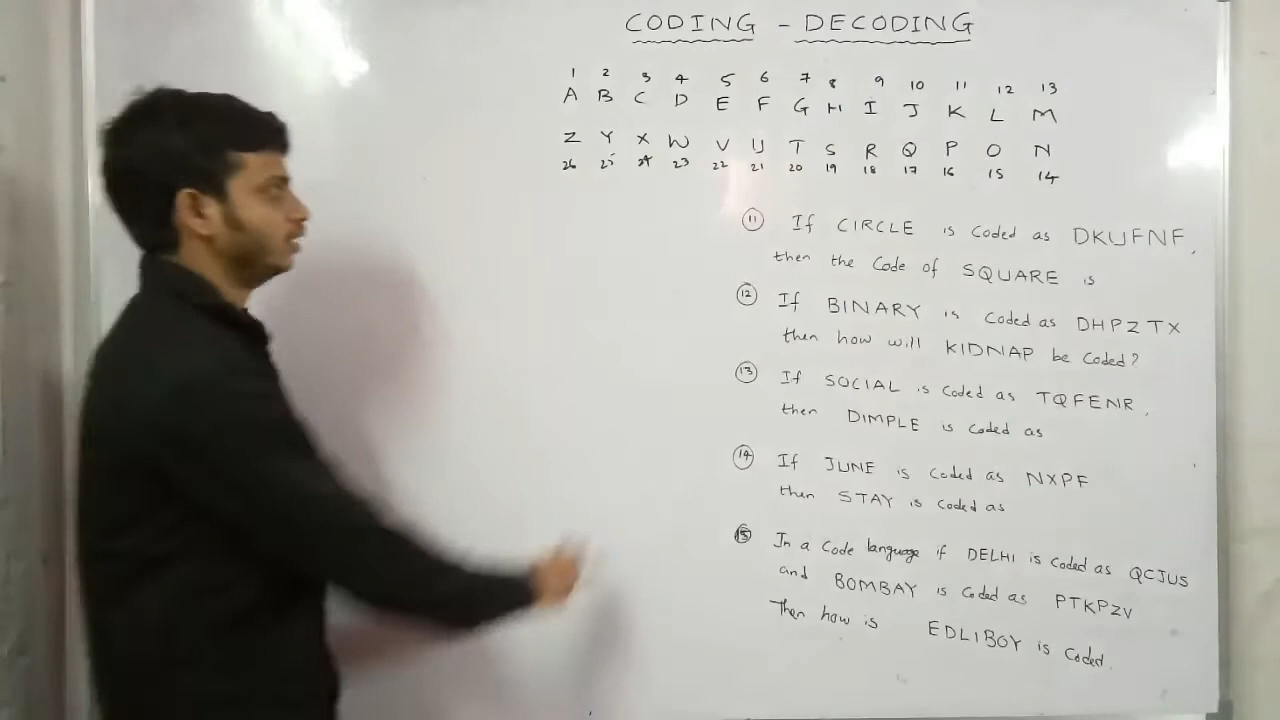 CODING - DECODING
1 2 3 4 5 6 7 8 9 10 11 12 13
A B C D E F G H I J K L M
Z Y X W V U T S R Q P O N
26 25 24 23 22 21 20 19 18 17 16 15 14
11 If CIRCLE is coded as DKUFNF,
then the code of SQUARE is
12 If BINARY is coded as DHPZTX
then how will KIDNAP be coded?
13 If SOCIAL is coded as TQFENR,
then DIMPLE is coded as
14 If JUNE is coded as NXPF
then STAY is coded as
15 In a code language if DELHI is coded as QCJUS
and BOMBAY is coded as PTKPZV
Then how is EDLIBOY is coded.